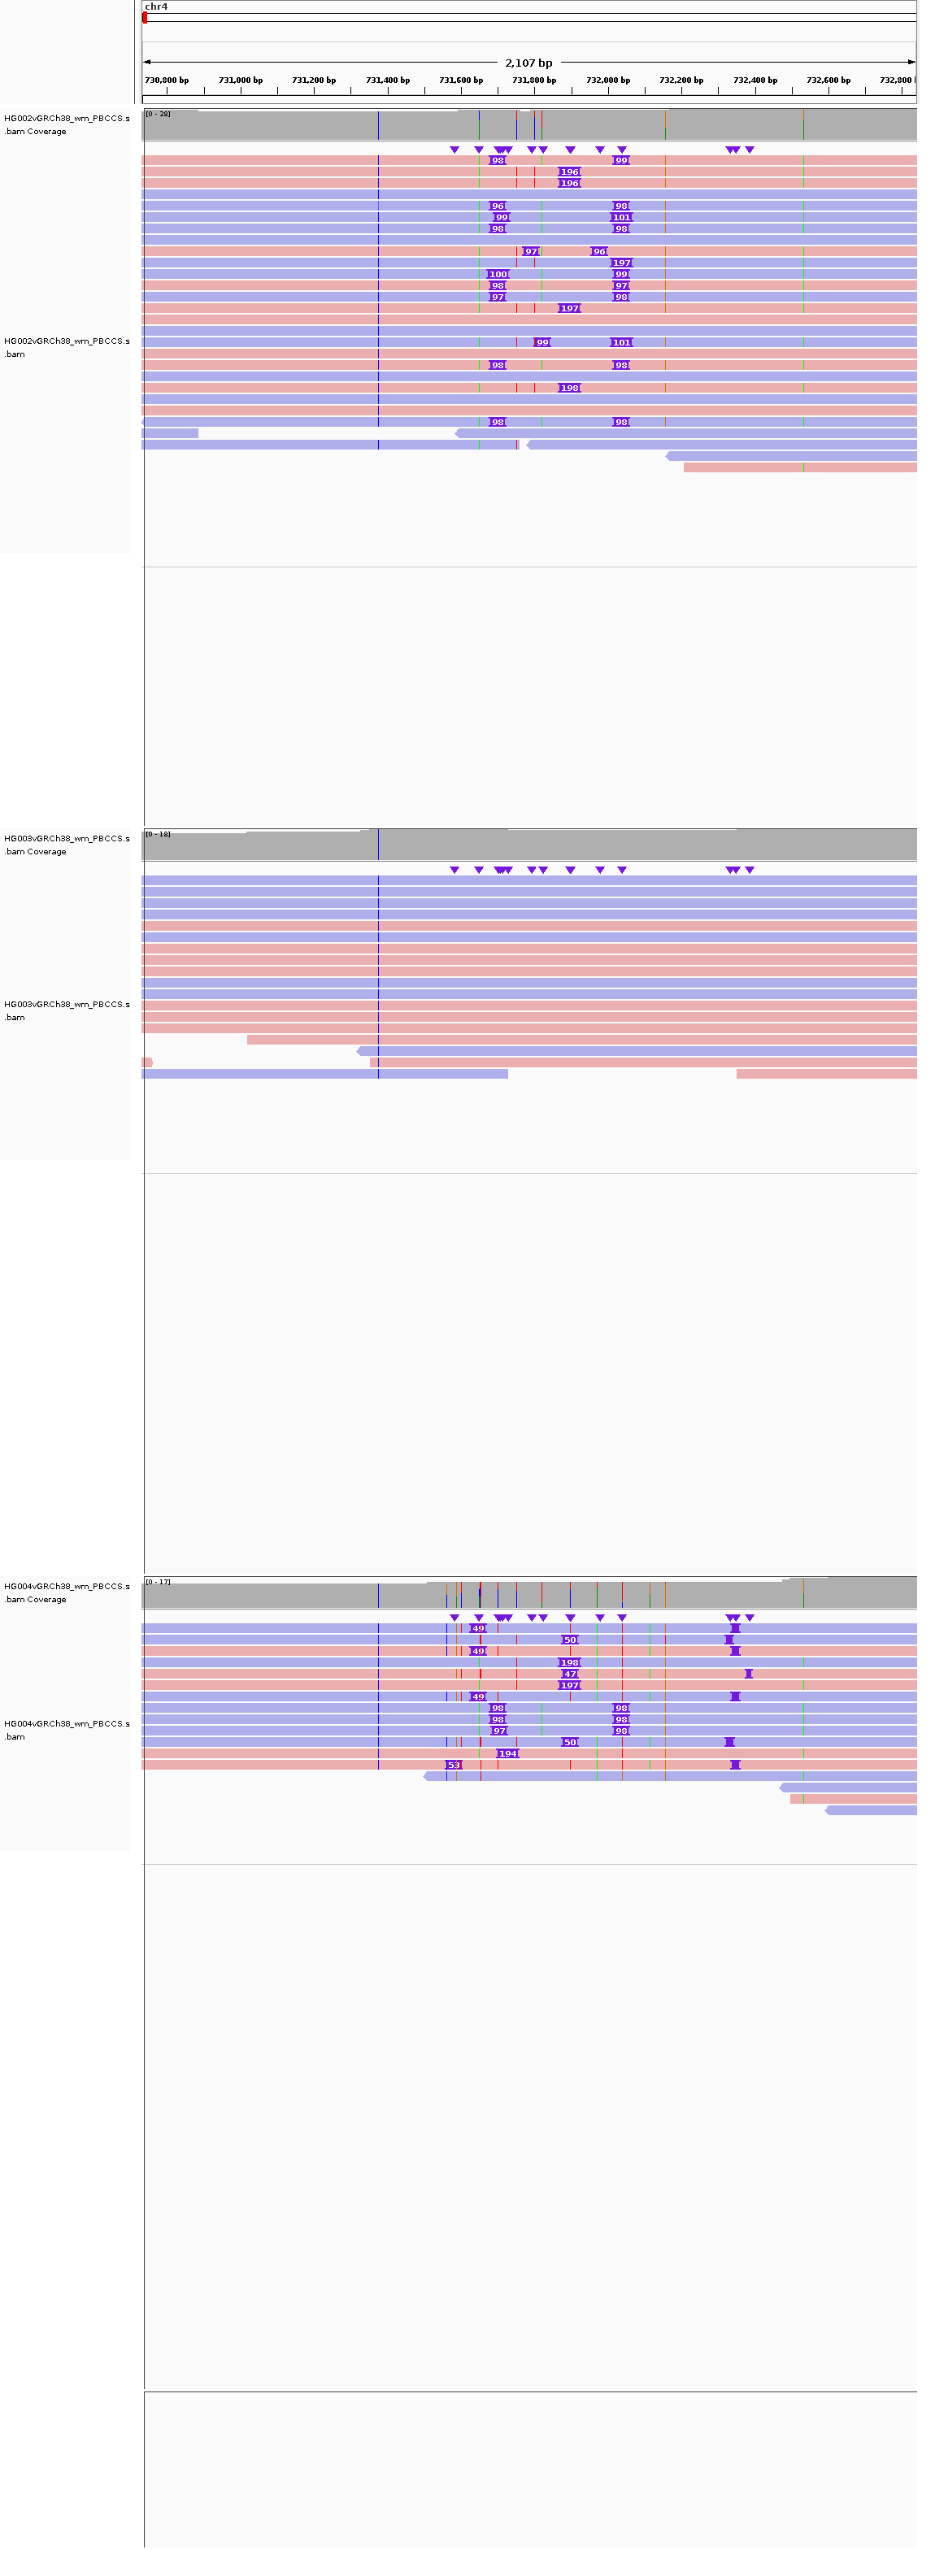 chr4
2,107 bp
730,800 bp 731,000 bp 731,200 bp 731,400 bp 731,600 bp 731,800 bp 732,000 bp 732,200 bp 732,400 bp 732,600 bp 732,800
HG002vGRCh38_wm_PBCCS.s
.bam Coverage
[0 - 28]
98 99
196
196
96 98
99 101
98 98
97 96
197
100 99
98 97
97 98
197
HG002vGRCh38_wm_PBCCS.s
.bam
99 101
98 98
198
98 98
HG003vGRCh38_wm_PBCCS.s
.bam Coverage
[0 - 18]
HG003vGRCh38_wm_PBCCS.s
.bam
HG004vGRCh38_wm_PBCCS.s
.bam Coverage
[0 - 17]
49
50
49
198
47
197
49
98 98
98 98
97 98
HG004vGRCh38_wm_PBCCS.s
.bam
50
194
53